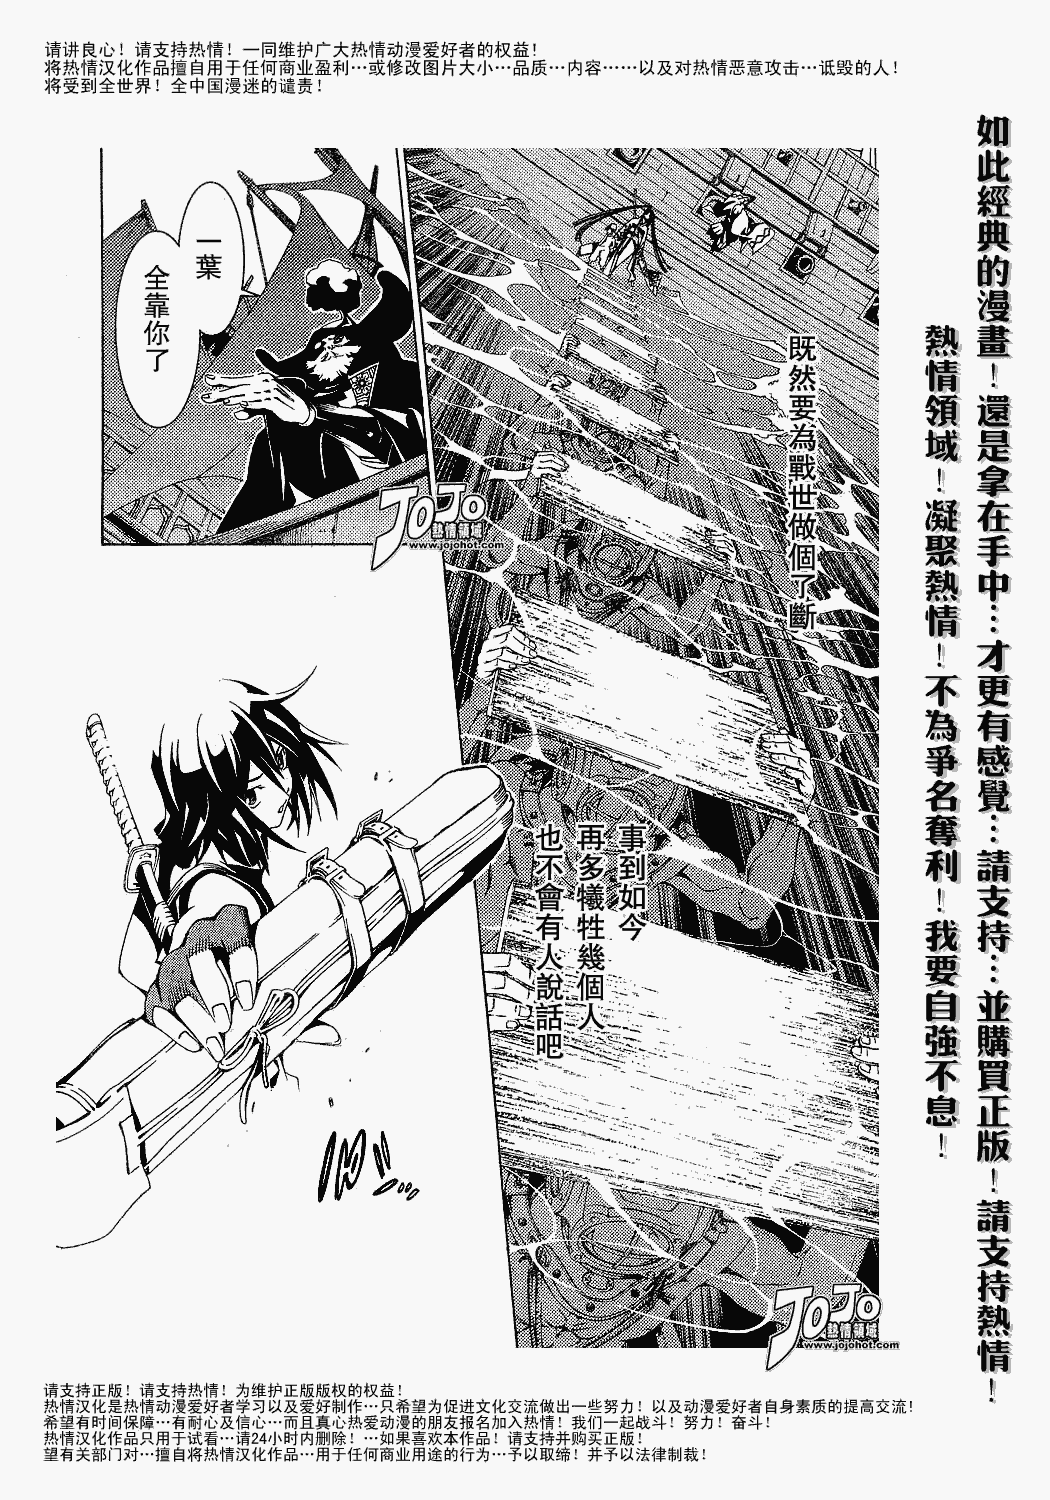 请讲良心！请支持热情！一同维护广大热情动漫爱好者的权益！
将热情汉化作品擅自用于任何商业盈利…或修改图片大小…品质…内容……以及对热情恶意攻击…诋毁的人！
将受到全世界！全中国漫迷的谴责！
如此經典的漫畫！還是拿在手中…才更有感覺…請支持…並購買正版！請支持熱情！
熱情領域！凝聚熱情！不為爭名奪利！我要自強不息！
既然要為戰世做個了斷
事到如今
再多犧牲幾個人
也不會有人說話吧
一葉
全靠你了
JOJO
熱情領域
www.jojohot.com
JOJO
熱情領域
www.jojohot.com
请支持正版！请支持热情！为维护正版版权的权益！
热情汉化是热情动漫爱好者学习以及爱好制作…只希望为促进文化交流做出一些努力！以及动漫爱好者自身素质的提高交流！
希望有时间保障…有耐心及信心…而且真心热爱动漫的朋友报名加入热情！我们一起战斗！努力！奋斗！
热情汉化作品只用于试看…请24小时内删除！…如果喜欢本作品！请支持并购买正版！
望有关部门对…擅自将热情汉化作品…用于任何商业用途的行为…予以取缔！并予以法律制裁！